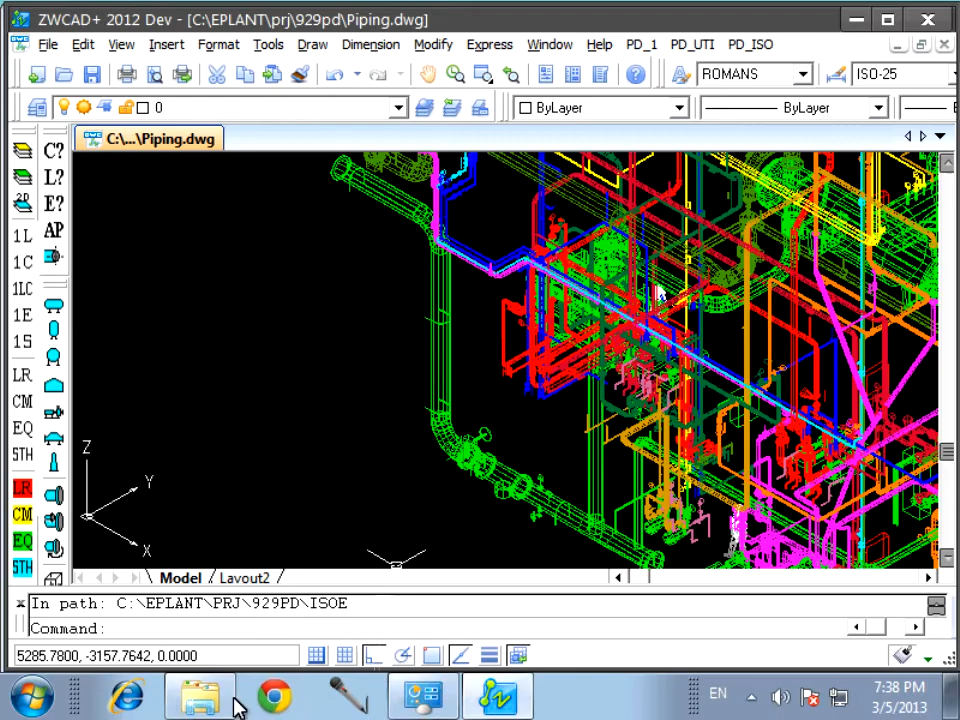 ZWCAD+ 2012 Dev - [C:\EPLANT\prj\929pd\Piping.dwg]
File Edit View Insert Format Tools Draw Dimension Modify Express Window Help PD_1 PD_UTI PD_ISO
ROMANS ISO-25
0 ByLayer ByLayer
C:\...\Piping.dwg
C?
L?
E?
AP
1L
1C
1LC
1E
1S
LR
CM
EQ
STH
LR
CM
EQ
STH
Z
Y
X
Model Layout2
In path: C:\EPLANT\PRJ\929PD\ISOE
Command:
5285.7800, -3157.7642, 0.0000
EN
7:38 PM
3/5/2013